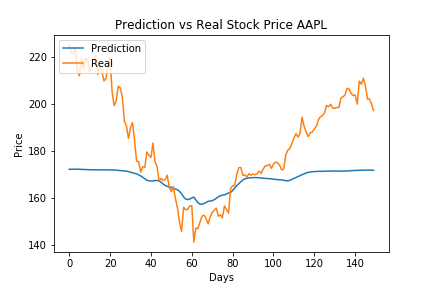 Prediction vs Real Stock Price AAPL
Prediction
Real
220
200
180
160
140
Price
0 20 40 60 80 100 120 140
Days